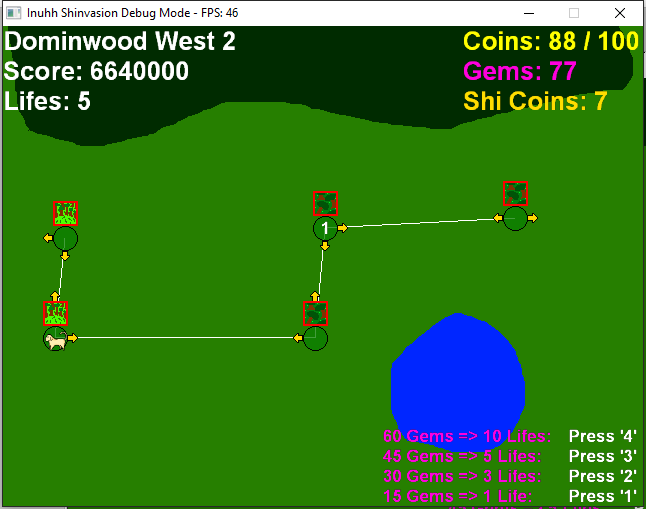 Inuhh Shinvasion Debug Mode - FPS: 46
Dominwood West 2
Coins: 88 / 100
Score: 6640000
Gems: 77
Lifes: 5
Shi Coins: 7
1
60 Gems => 10 Lifes: Press '4'
45 Gems => 5 Lifes: Press '3'
30 Gems => 3 Lifes: Press '2'
15 Gems => 1 Life: Press '1'